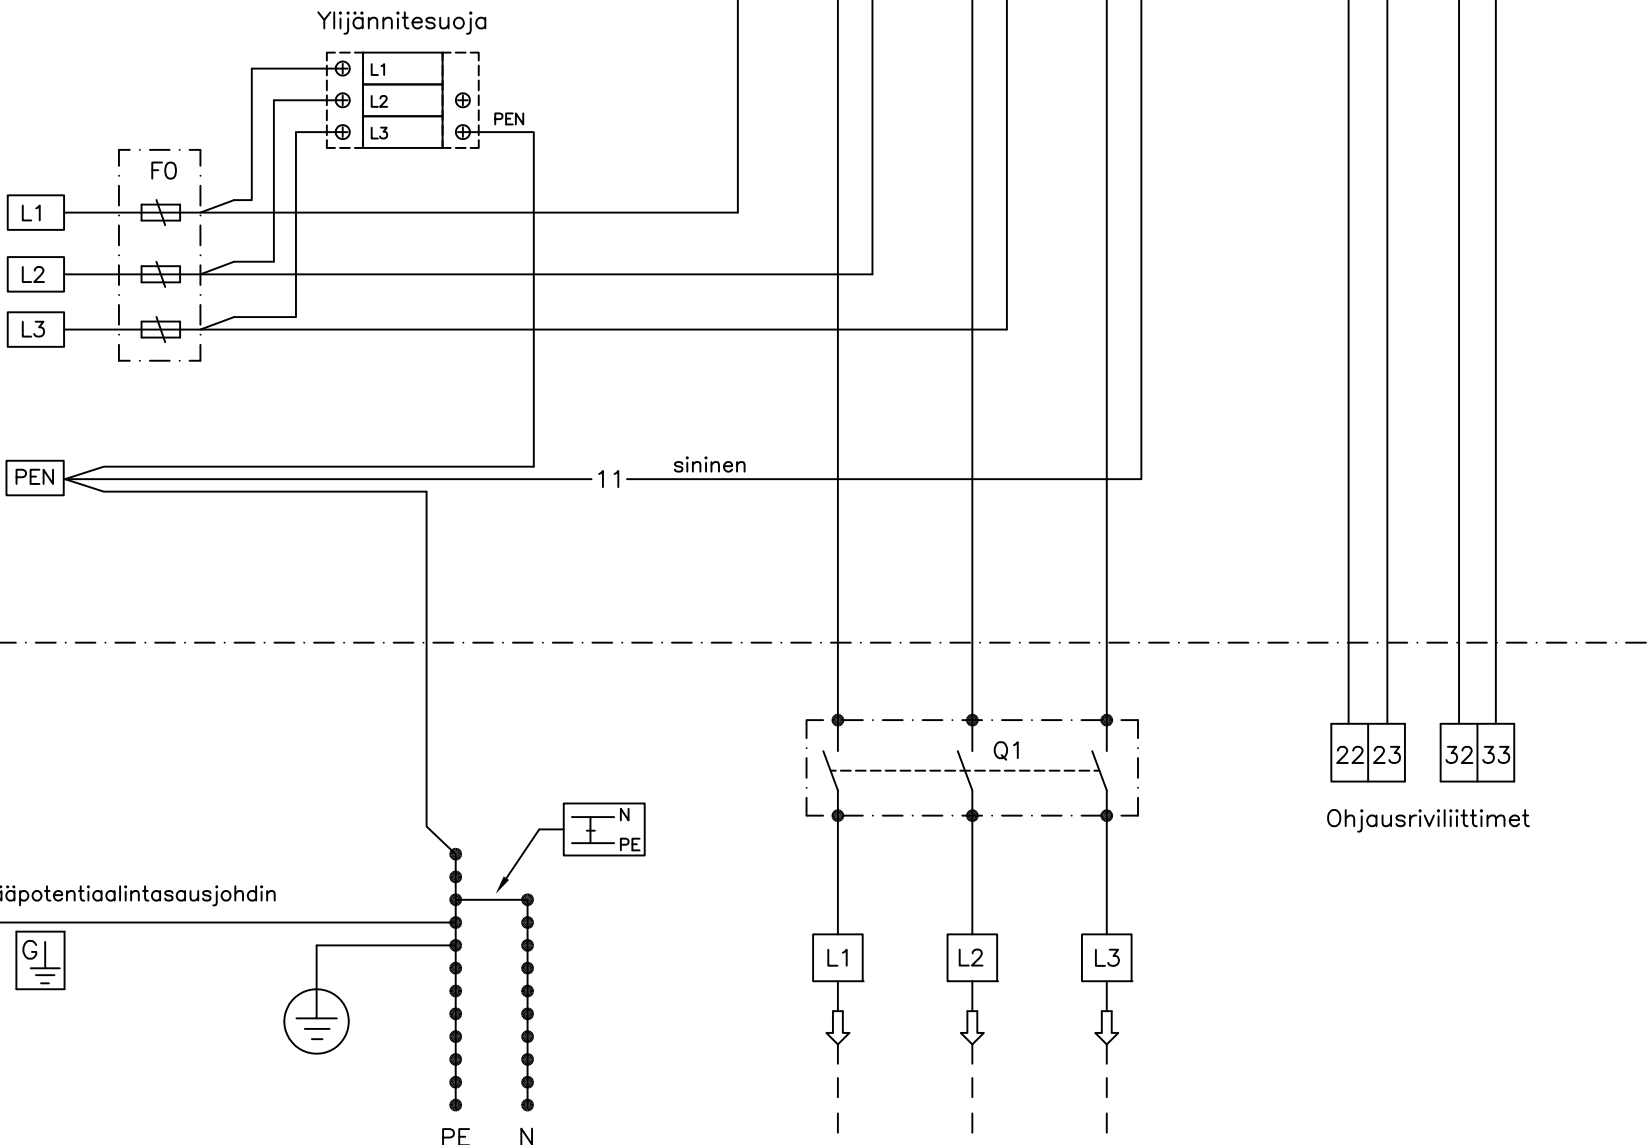 Ylijännitesuoja
L1
L2
L3
PEN
F0
L1
L2
L3
PEN
11
sininen
Q1
22 23 32 33
Ohjausriviliittimet
N
PE
ääpotentiaalintasausjohdin
G
L1 L2 L3
PE N